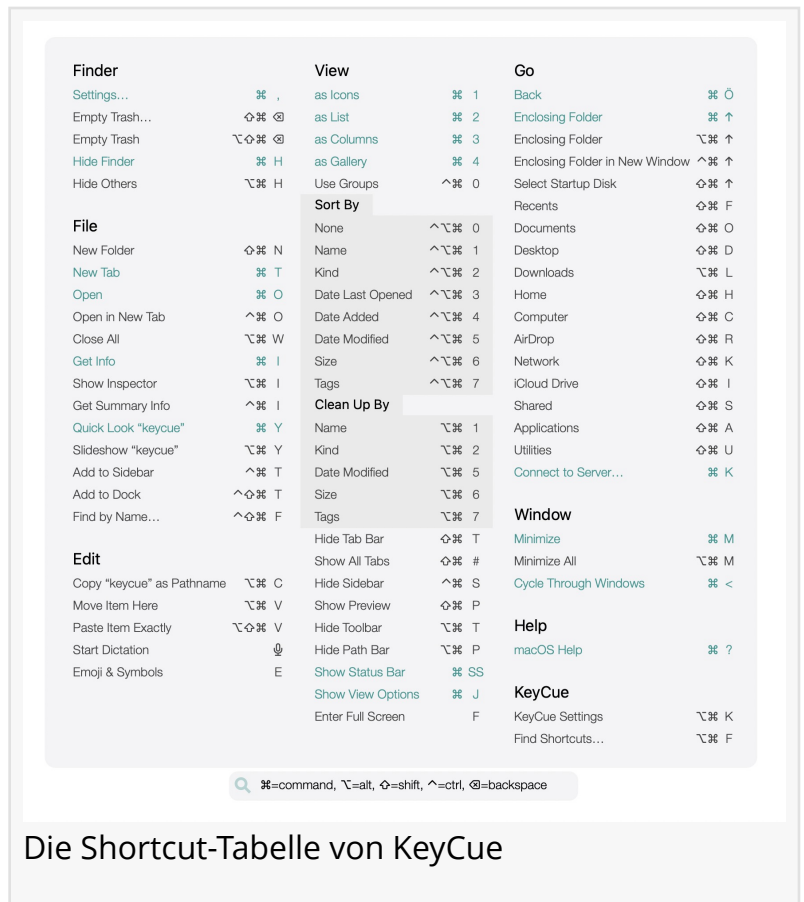 Finder
Settings… ⌘ ,
Empty Trash… ⇧⌘ ⌫
Empty Trash ⌥⇧⌘ ⌫
Hide Finder ⌘ H
Hide Others ⌥⌘ H
File
New Folder ⇧⌘ N
New Tab ⌘ T
Open ⌘ O
Open in New Tab ^⌘ O
Close All ⌥⌘ W
Get Info ⌘ I
Show Inspector ⌥⌘ I
Get Summary Info ^⌘ I
Quick Look “keycue” ⌘ Y
Slideshow “keycue” ⌥⌘ Y
Add to Sidebar ^⌘ T
Add to Dock ^⇧⌘ T
Find by Name… ^⇧⌘ F
Edit
Copy “keycue” as Pathname ⌥⌘ C
Move Item Here ⌥⌘ V
Paste Item Exactly ⌥⇧⌘ V
Start Dictation
Emoji & Symbols E
View
as Icons ⌘ 1
as List ⌘ 2
as Columns ⌘ 3
as Gallery ⌘ 4
Use Groups ^⌘ 0
Sort By
None ^⌥⌘ 0
Name ^⌥⌘ 1
Kind ^⌥⌘ 2
Date Last Opened ^⌥⌘ 3
Date Added ^⌥⌘ 4
Date Modified ^⌥⌘ 5
Size ^⌥⌘ 6
Tags ^⌥⌘ 7
Clean Up By
Name ⌥⌘ 1
Kind ⌥⌘ 2
Date Modified ⌥⌘ 5
Size ⌥⌘ 6
Tags ⌥⌘ 7
Hide Tab Bar ⇧⌘ T
Show All Tabs ⇧⌘ #
Hide Sidebar ^⌘ S
Show Preview ⇧⌘ P
Hide Toolbar ⌥⌘ T
Hide Path Bar ⌥⌘ P
Show Status Bar ⌘ SS
Show View Options ⌘ J
Enter Full Screen F
Go
Back ⌘ Ö
Enclosing Folder ⌘ ↑
Enclosing Folder ⌥⌘ ↑
Enclosing Folder in New Window ^⌘ ↑
Select Startup Disk ⇧⌘ ↑
Recents ⇧⌘ F
Documents ⇧⌘ O
Desktop ⇧⌘ D
Downloads ⌥⌘ L
Home ⇧⌘ H
Computer ⇧⌘ C
AirDrop ⇧⌘ R
Network ⇧⌘ K
iCloud Drive ⇧⌘ I
Shared ⇧⌘ S
Applications ⇧⌘ A
Utilities ⇧⌘ U
Connect to Server… ⌘ K
Window
Minimize ⌘ M
Minimize All ⌥⌘ M
Cycle Through Windows ⌘ <
Help
macOS Help ⌘ ?
KeyCue
KeyCue Settings ⌥⌘ K
Find Shortcuts… ⌥⌘ F
⌘=command, ⌥=alt, ⇧=shift, ^=ctrl, ⌫=backspace
Die Shortcut-Tabelle von KeyCue